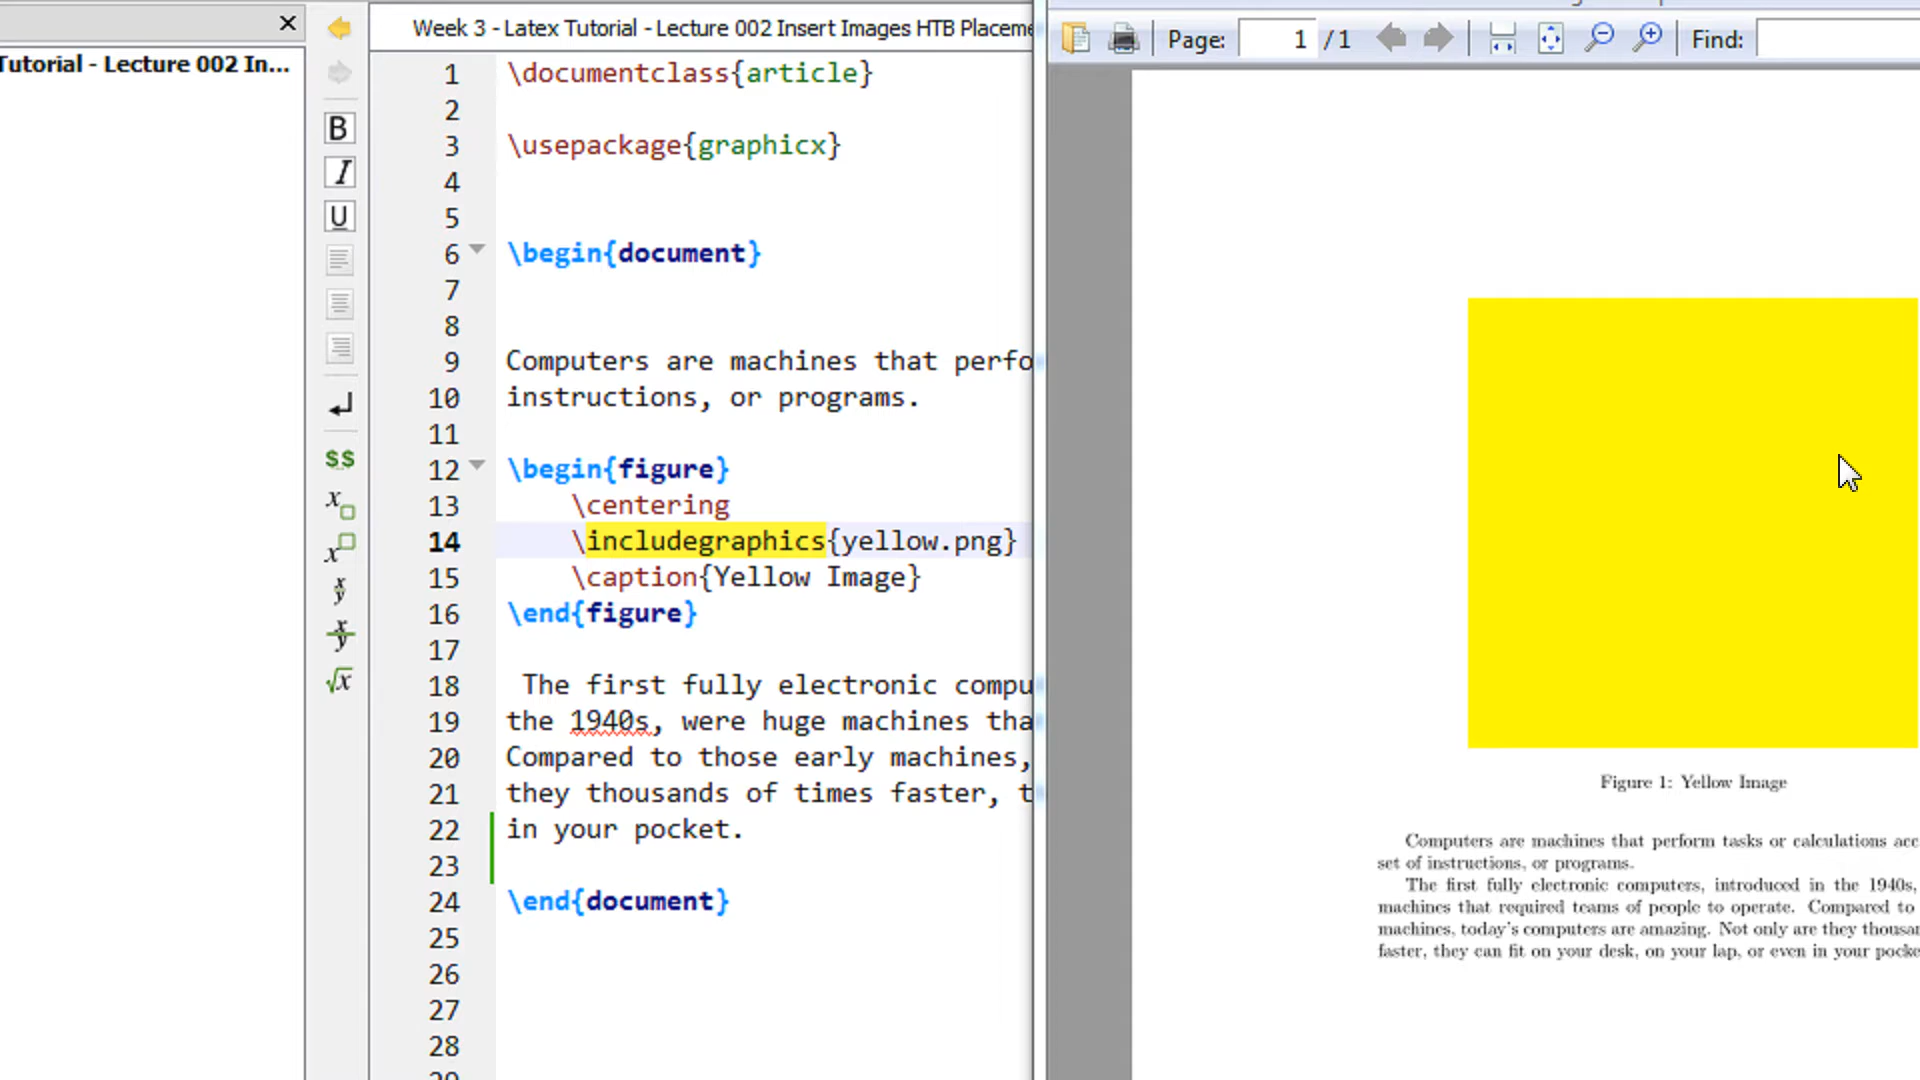 Tutorial - Lecture 002 In...
B
I
U
$$
x
x
x
y
x
y
√x
Week 3 - Latex Tutorial - Lecture 002 Insert Images HTB Placeme
1 \documentclass{article}
2
3 \usepackage{graphicx}
4
5
6 \begin{document}
7
8
9 Computers are machines that perfo
10 instructions, or programs.
11
12 \begin{figure}
13 \centering
14 \includegraphics{yellow.png}
15 \caption{Yellow Image}
16 \end{figure}
17
18 The first fully electronic compu
19 the 1940s, were huge machines tha
20 Compared to those early machines,
21 they thousands of times faster, t
22 in your pocket.
23
24 \end{document}
25
26
27
28
29
Page: 1 / 1 Find:
Figure 1: Yellow Image
Computers are machines that perform tasks or calculations acc
set of instructions, or programs.
The first fully electronic computers, introduced in the 1940s,
machines that required teams of people to operate. Compared to
machines, today's computers are amazing. Not only are they thousan
faster, they can fit on your desk, on your lap, or even in your pocke